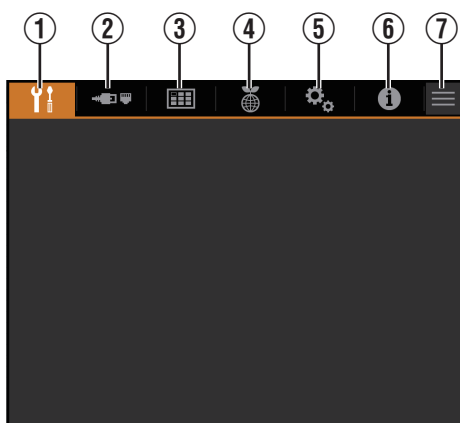 ① ② ③ ④ ⑤ ⑥ ⑦